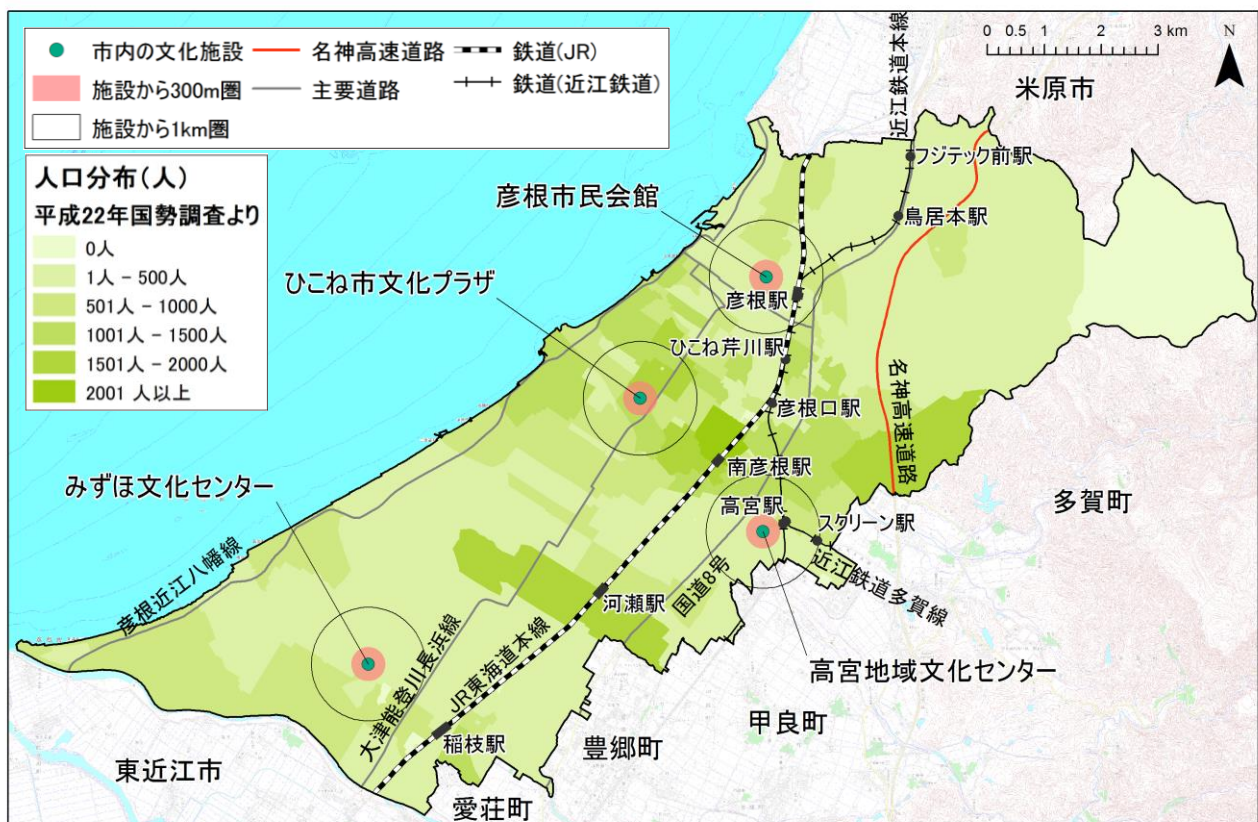 市内の文化施設
名神高速道路
鉄道(JR)
施設から300m圏
主要道路
鉄道(近江鉄道)
施設から1km圏
0 0.5 1 2 3 km
N
人口分布(人)
平成22年国勢調査より
0人
1人 - 500人
501人 - 1000人
1001人 - 1500人
1501人 - 2000人
2001 人以上
米原市
近江鉄道本線
フジテック前駅
彦根市民会館
鳥居本駅
ひこね市文化プラザ
彦根駅
ひこね芹川駅
名神高速道路
彦根口駅
南彦根駅
みずほ文化センター
高宮駅
スクリーン駅
多賀町
彦根近江八幡線
国道8号
近江鉄道多賀線
河瀬駅
大津能登川長浜線
JR東海道本線
高宮地域文化センター
甲良町
稲枝駅
豊郷町
東近江市
愛荘町